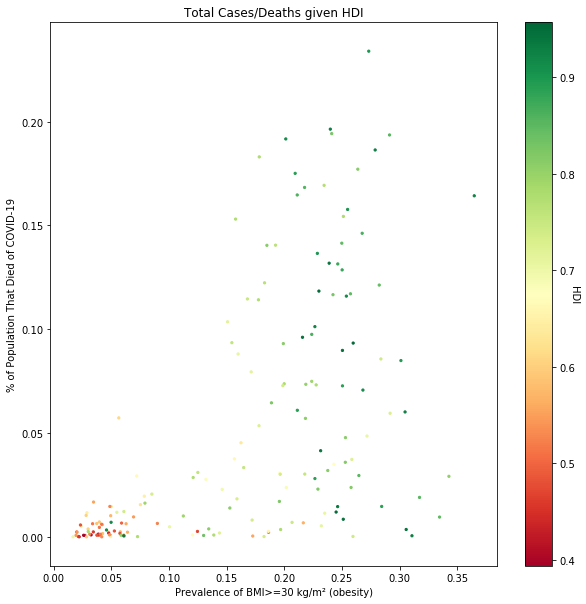 Total Cases/Deaths given HDI
% of Population That Died of COVID-19
0.20
0.15
0.10
0.05
0.00
0.00 0.05 0.10 0.15 0.20 0.25 0.30 0.35
Prevalence of BMI>=30 kg/m² (obesity)
0.9
0.8
0.7
0.6
0.5
0.4
HDI